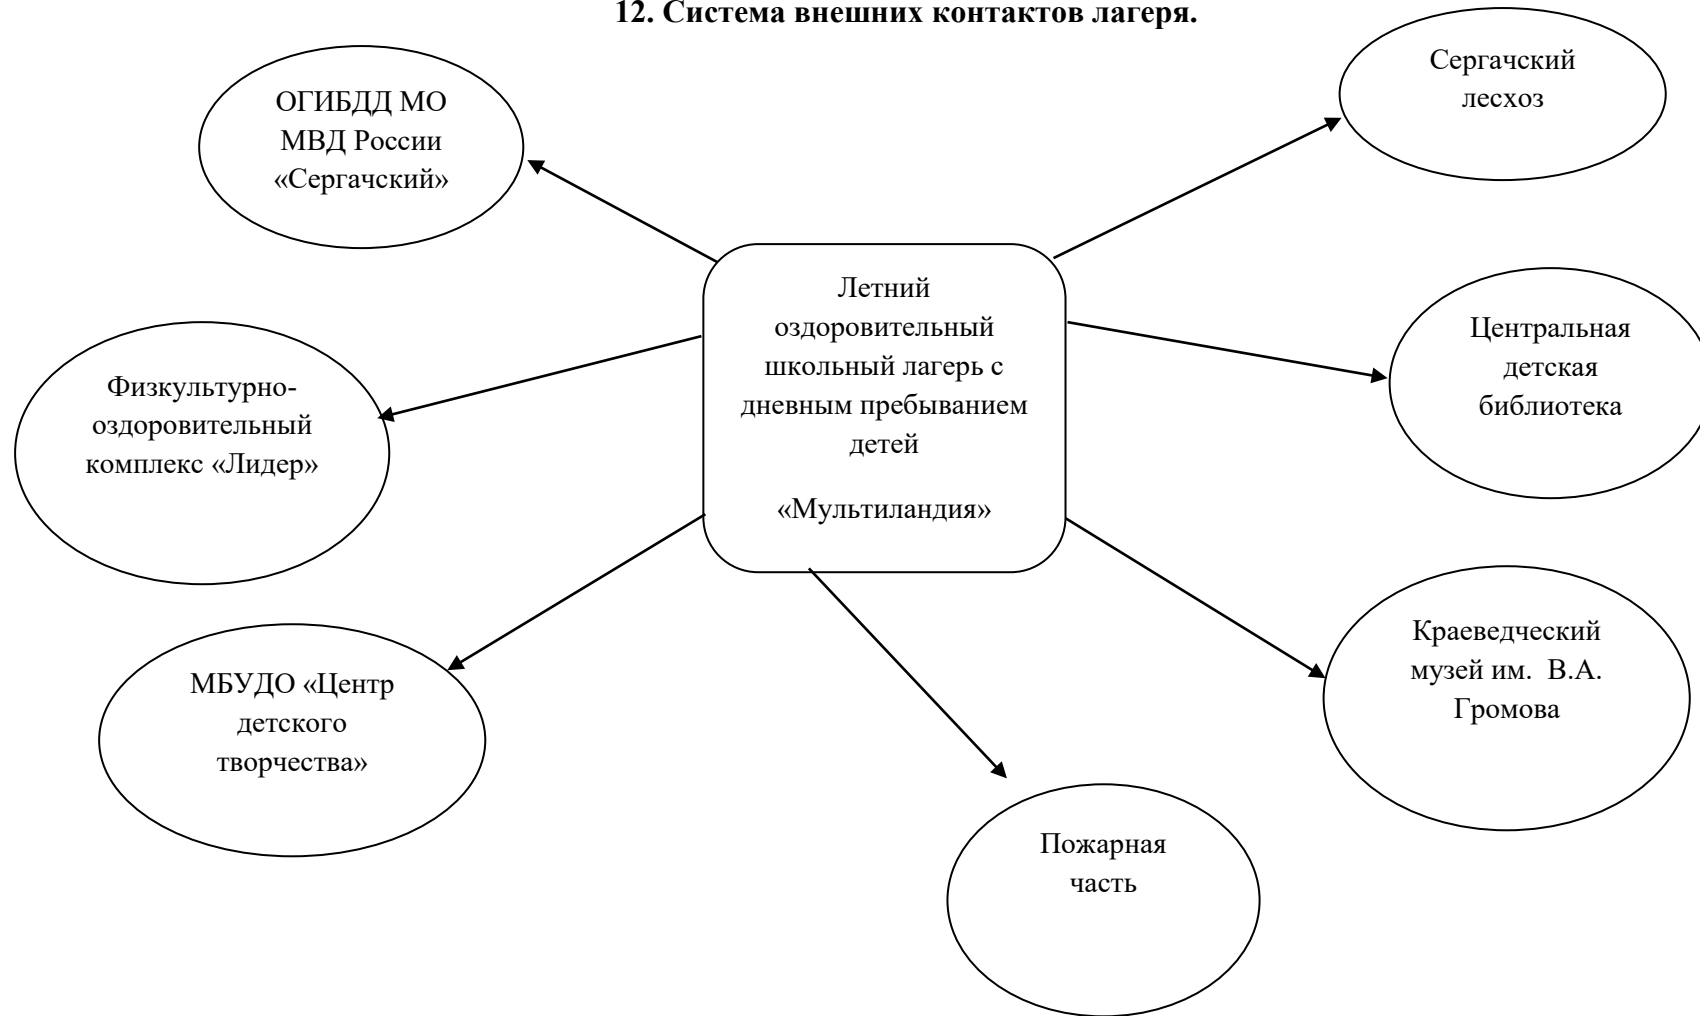 12. Система внешних контактов лагеря.
ОГИБДД МО
МВД России
«Сергачский»
Сергачский
лесхоз
Летний
оздоровительный
школьный лагерь с
дневным пребыванием
детей
«Мультиландия»
Физкультурно-
оздоровительный
комплекс «Лидер»
Центральная
детская
библиотека
МБУДО «Центр
детского
творчества»
Краеведческий
музей им. В.А.
Громова
Пожарная
часть